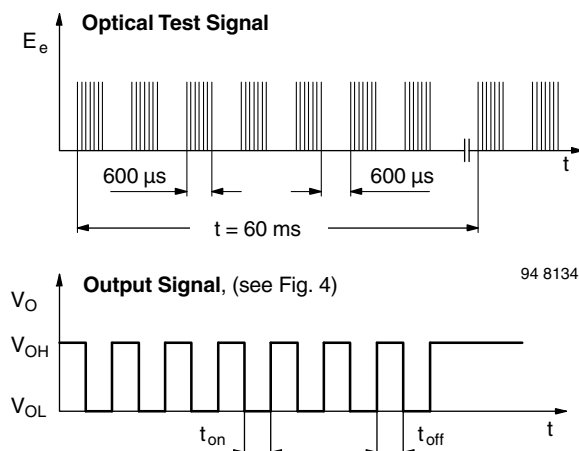 Optical Test Signal
E e
t
600 µs
600 µs
t = 60 ms
94 8134
Output Signal, (see Fig. 4)
V O
V OH
V OL
t on
t off
t